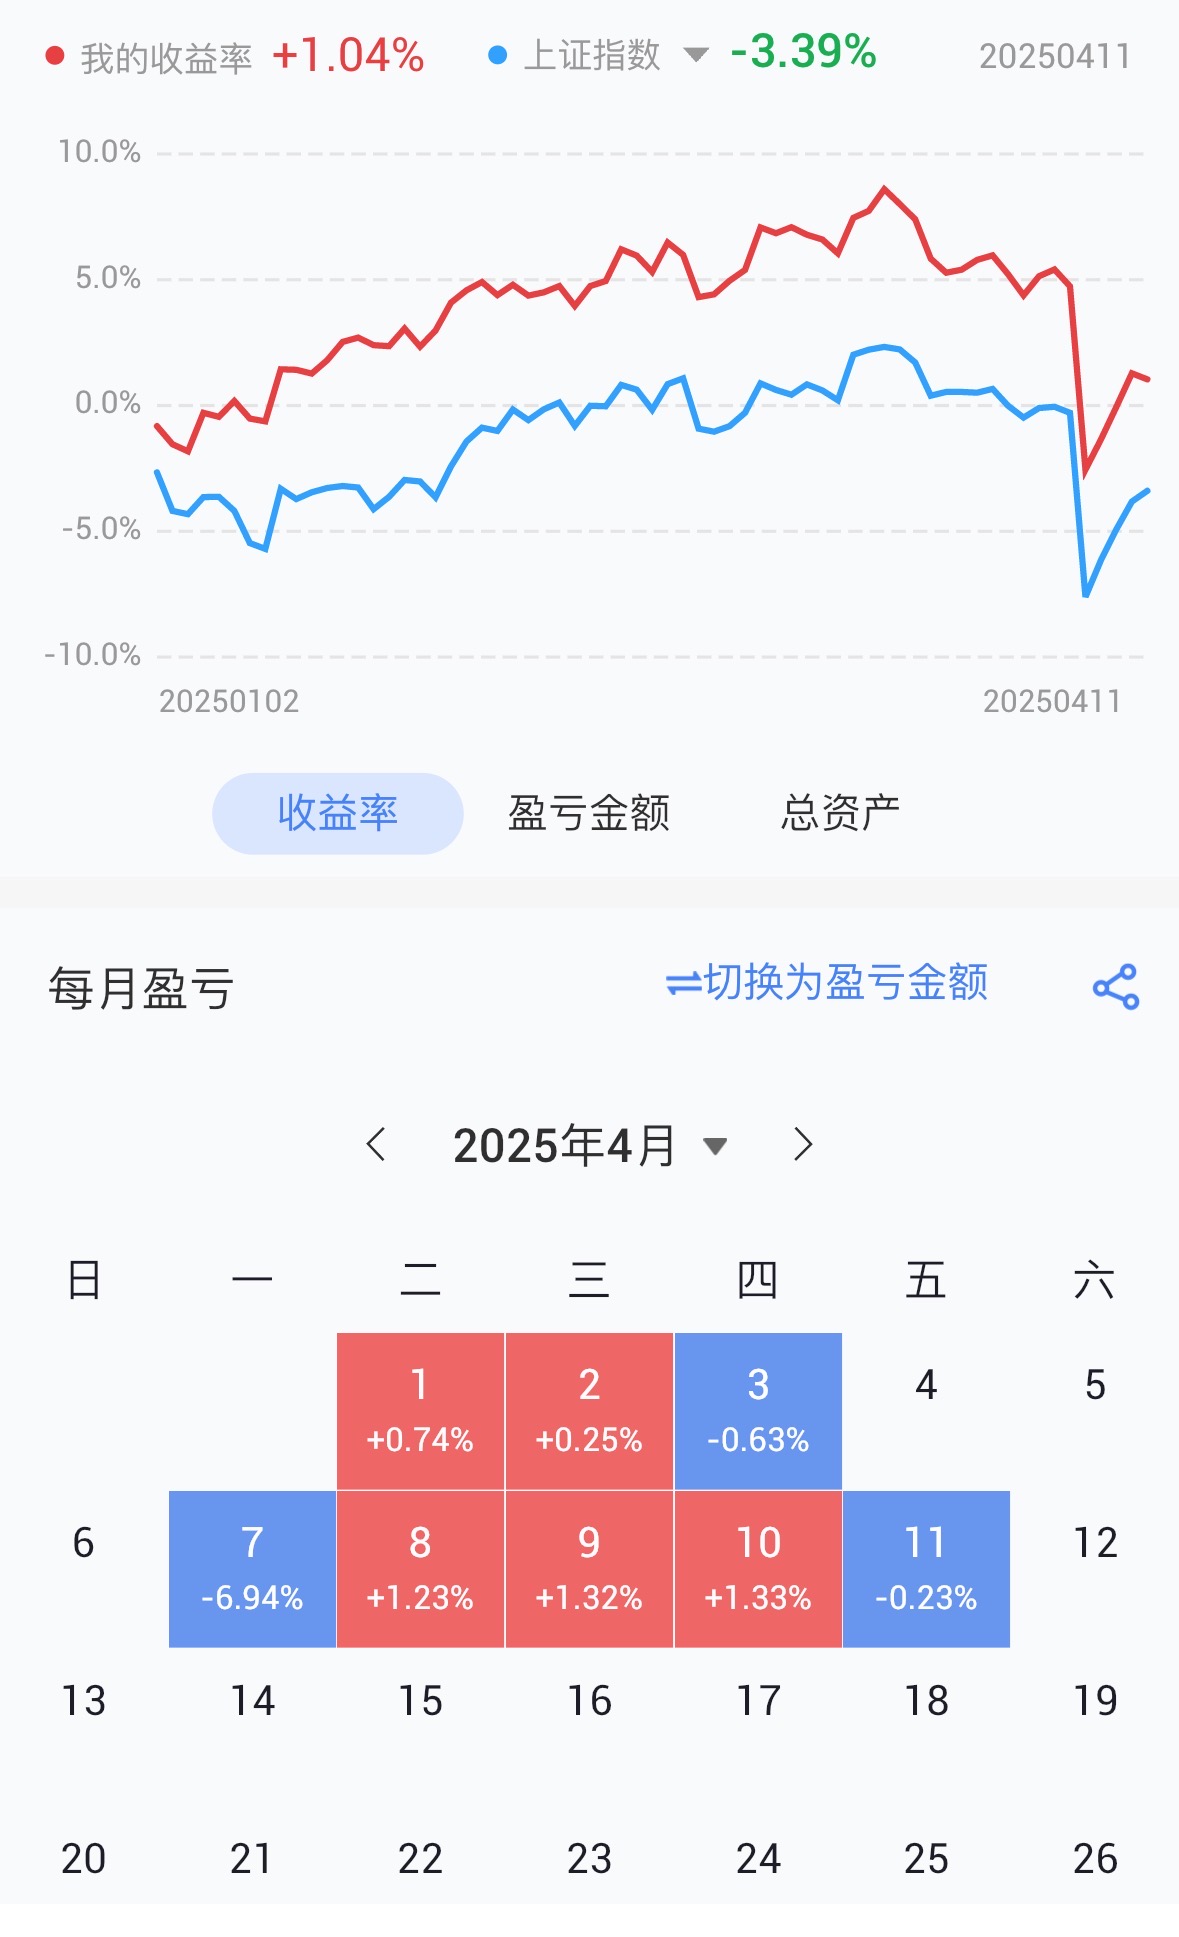 我的收益率 +1.04% 上证指数 -3.39% 20250411
10.0%
5.0%
0.0%
-5.0%
-10.0%
20250102 20250411
收益率 盈亏金额 总资产
每月盈亏 切换为盈亏金额
2025年4月
日 一 二 三 四 五 六
1 2 3 4 5
+0.74% +0.25% -0.63%
6 7 8 9 10 11 12
-6.94% +1.23% +1.32% +1.33% -0.23%
13 14 15 16 17 18 19
20 21 22 23 24 25 26